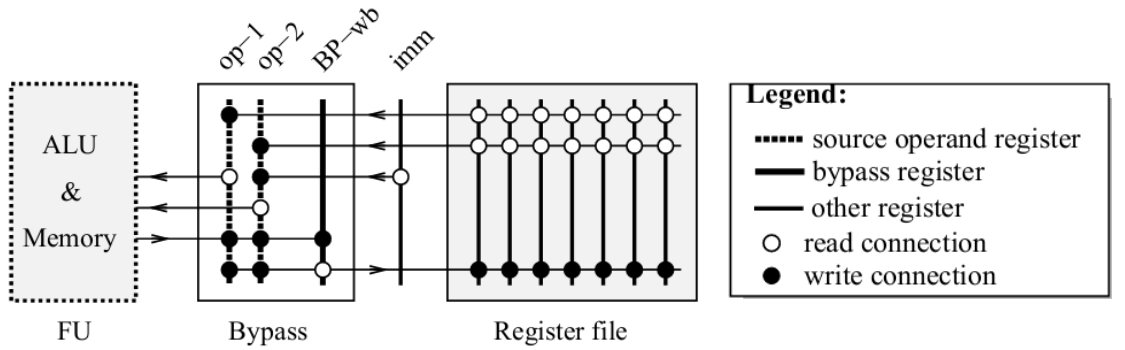 op-1
op-2
BP-wb
imm
ALU
&
Memory
FU
Bypass
Register file
Legend:
source operand register
bypass register
other register
read connection
write connection